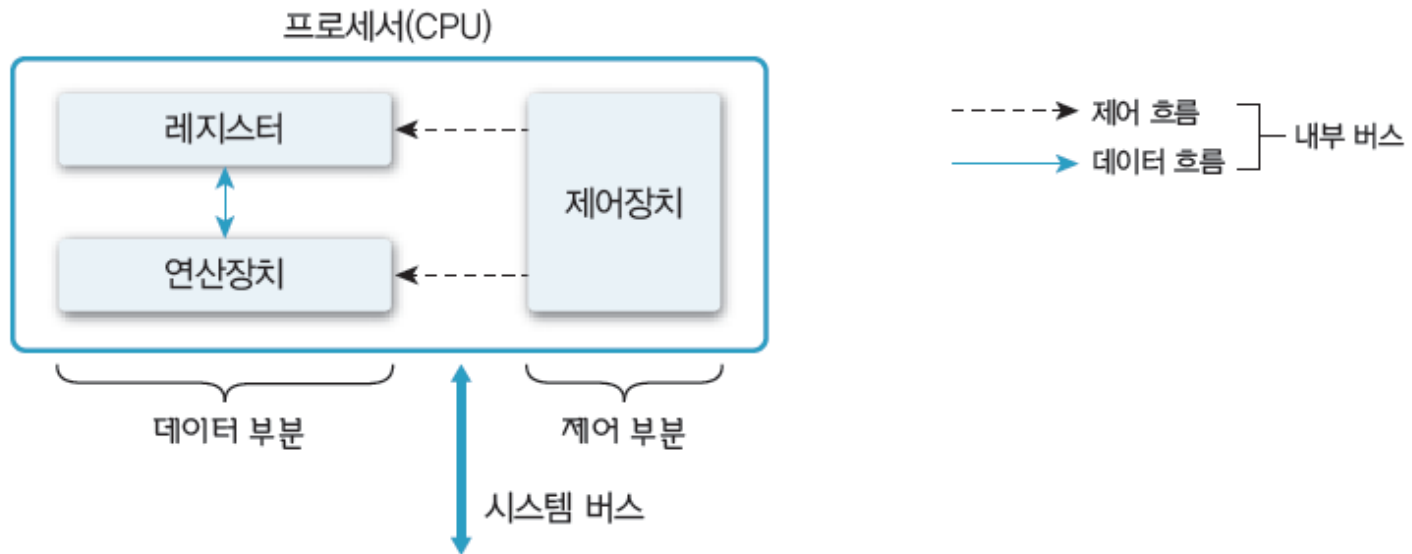 프로세서(CPU)
레지스터
연산장치
제어장치
제어 흐름
데이터 흐름
내부 버스
데이터 부분
제어 부분
시스템 버스